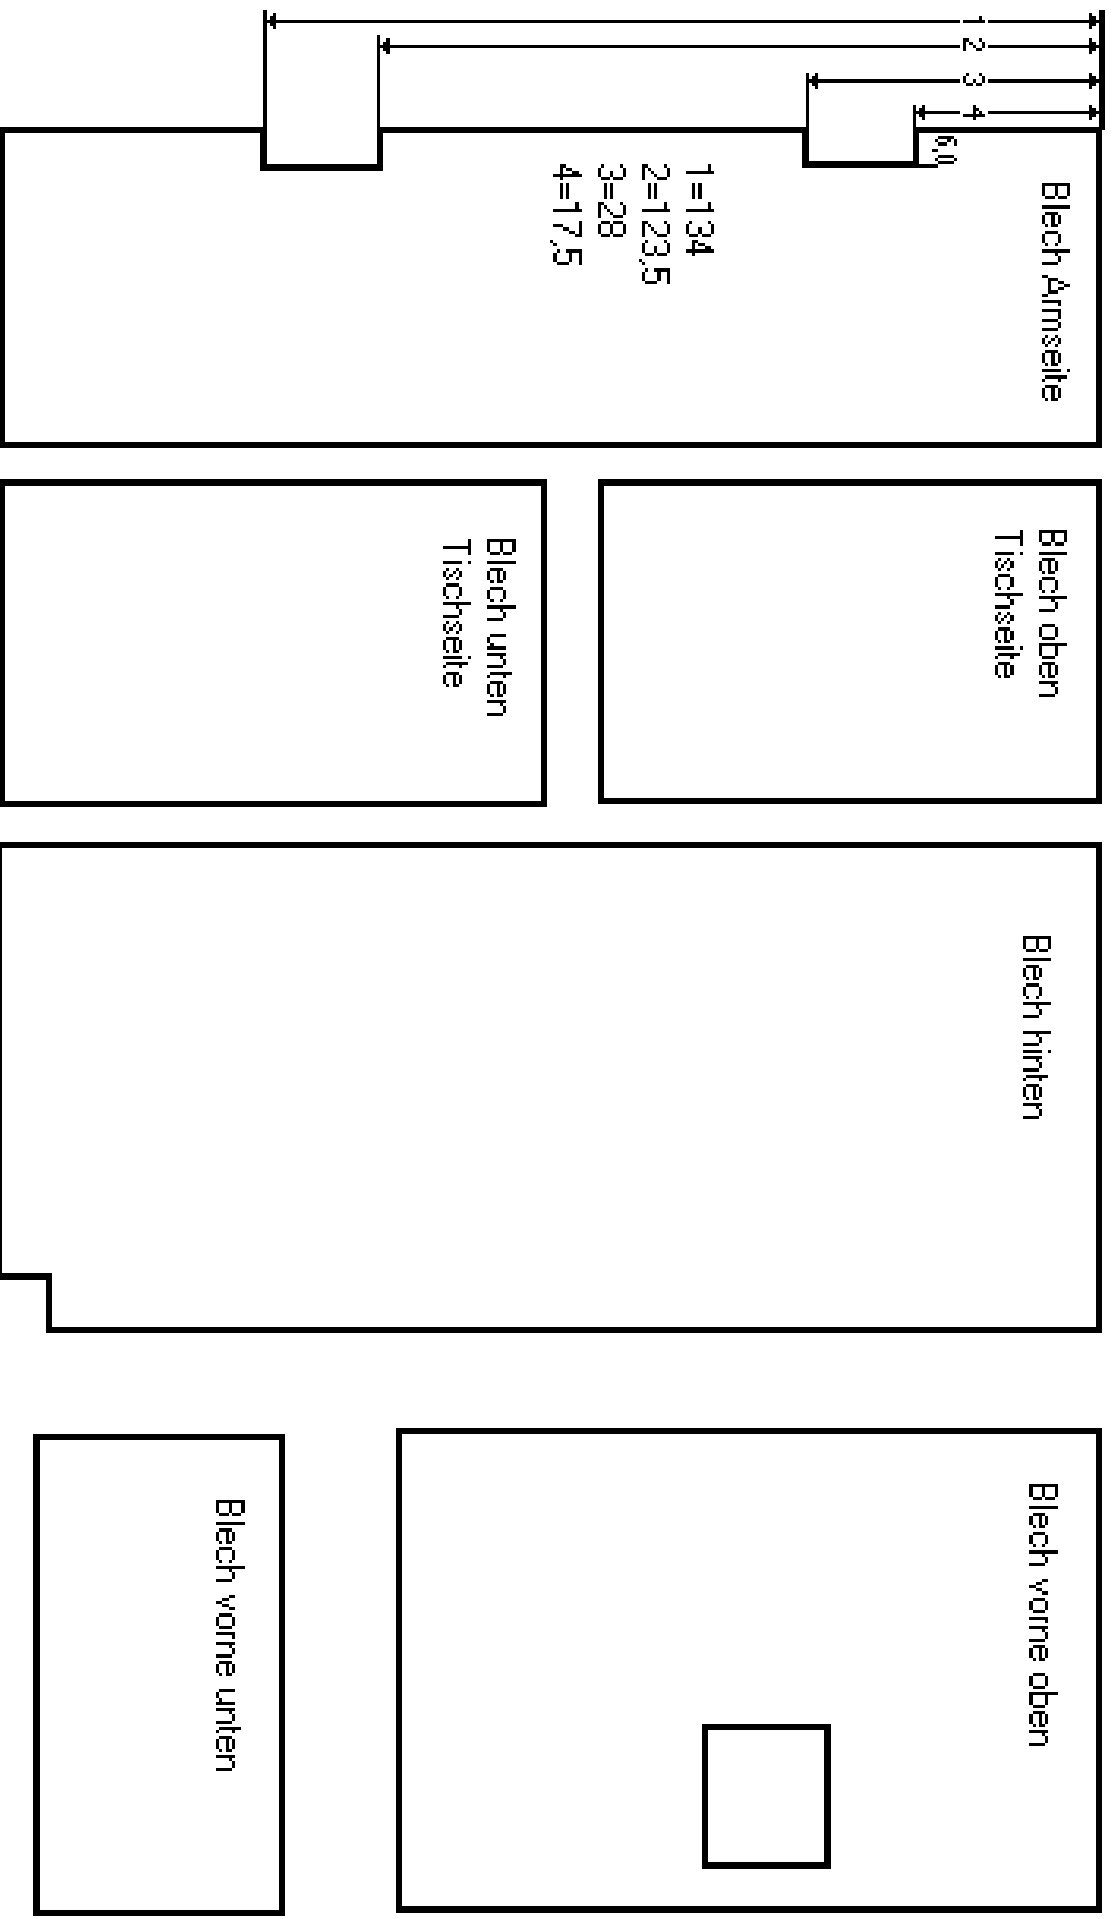 1
2
3
4
6,0
1=134
2=123,5
3=28
4=17,5
Blech Armseite
Blech oben
Tischseite
Blech unten
Tischseite
Blech hinten
Blech vorne oben
Blech vorne unten